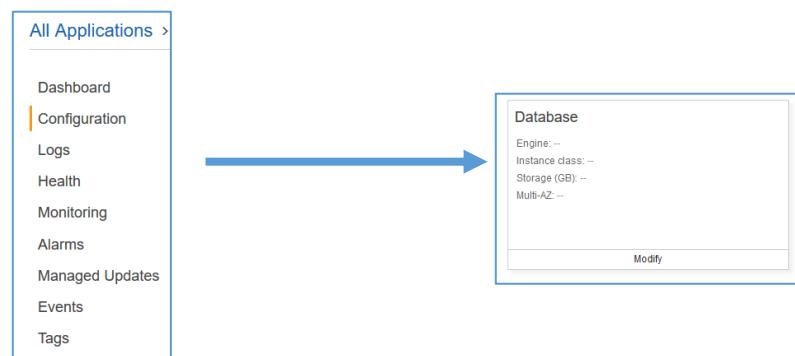 All Applications >
Dashboard
Configuration
Logs
Health
Monitoring
Alarms
Managed Updates
Events
Tags
Database
Engine: --
Instance class: --
Storage (GB): --
Multi-AZ: --
Modify